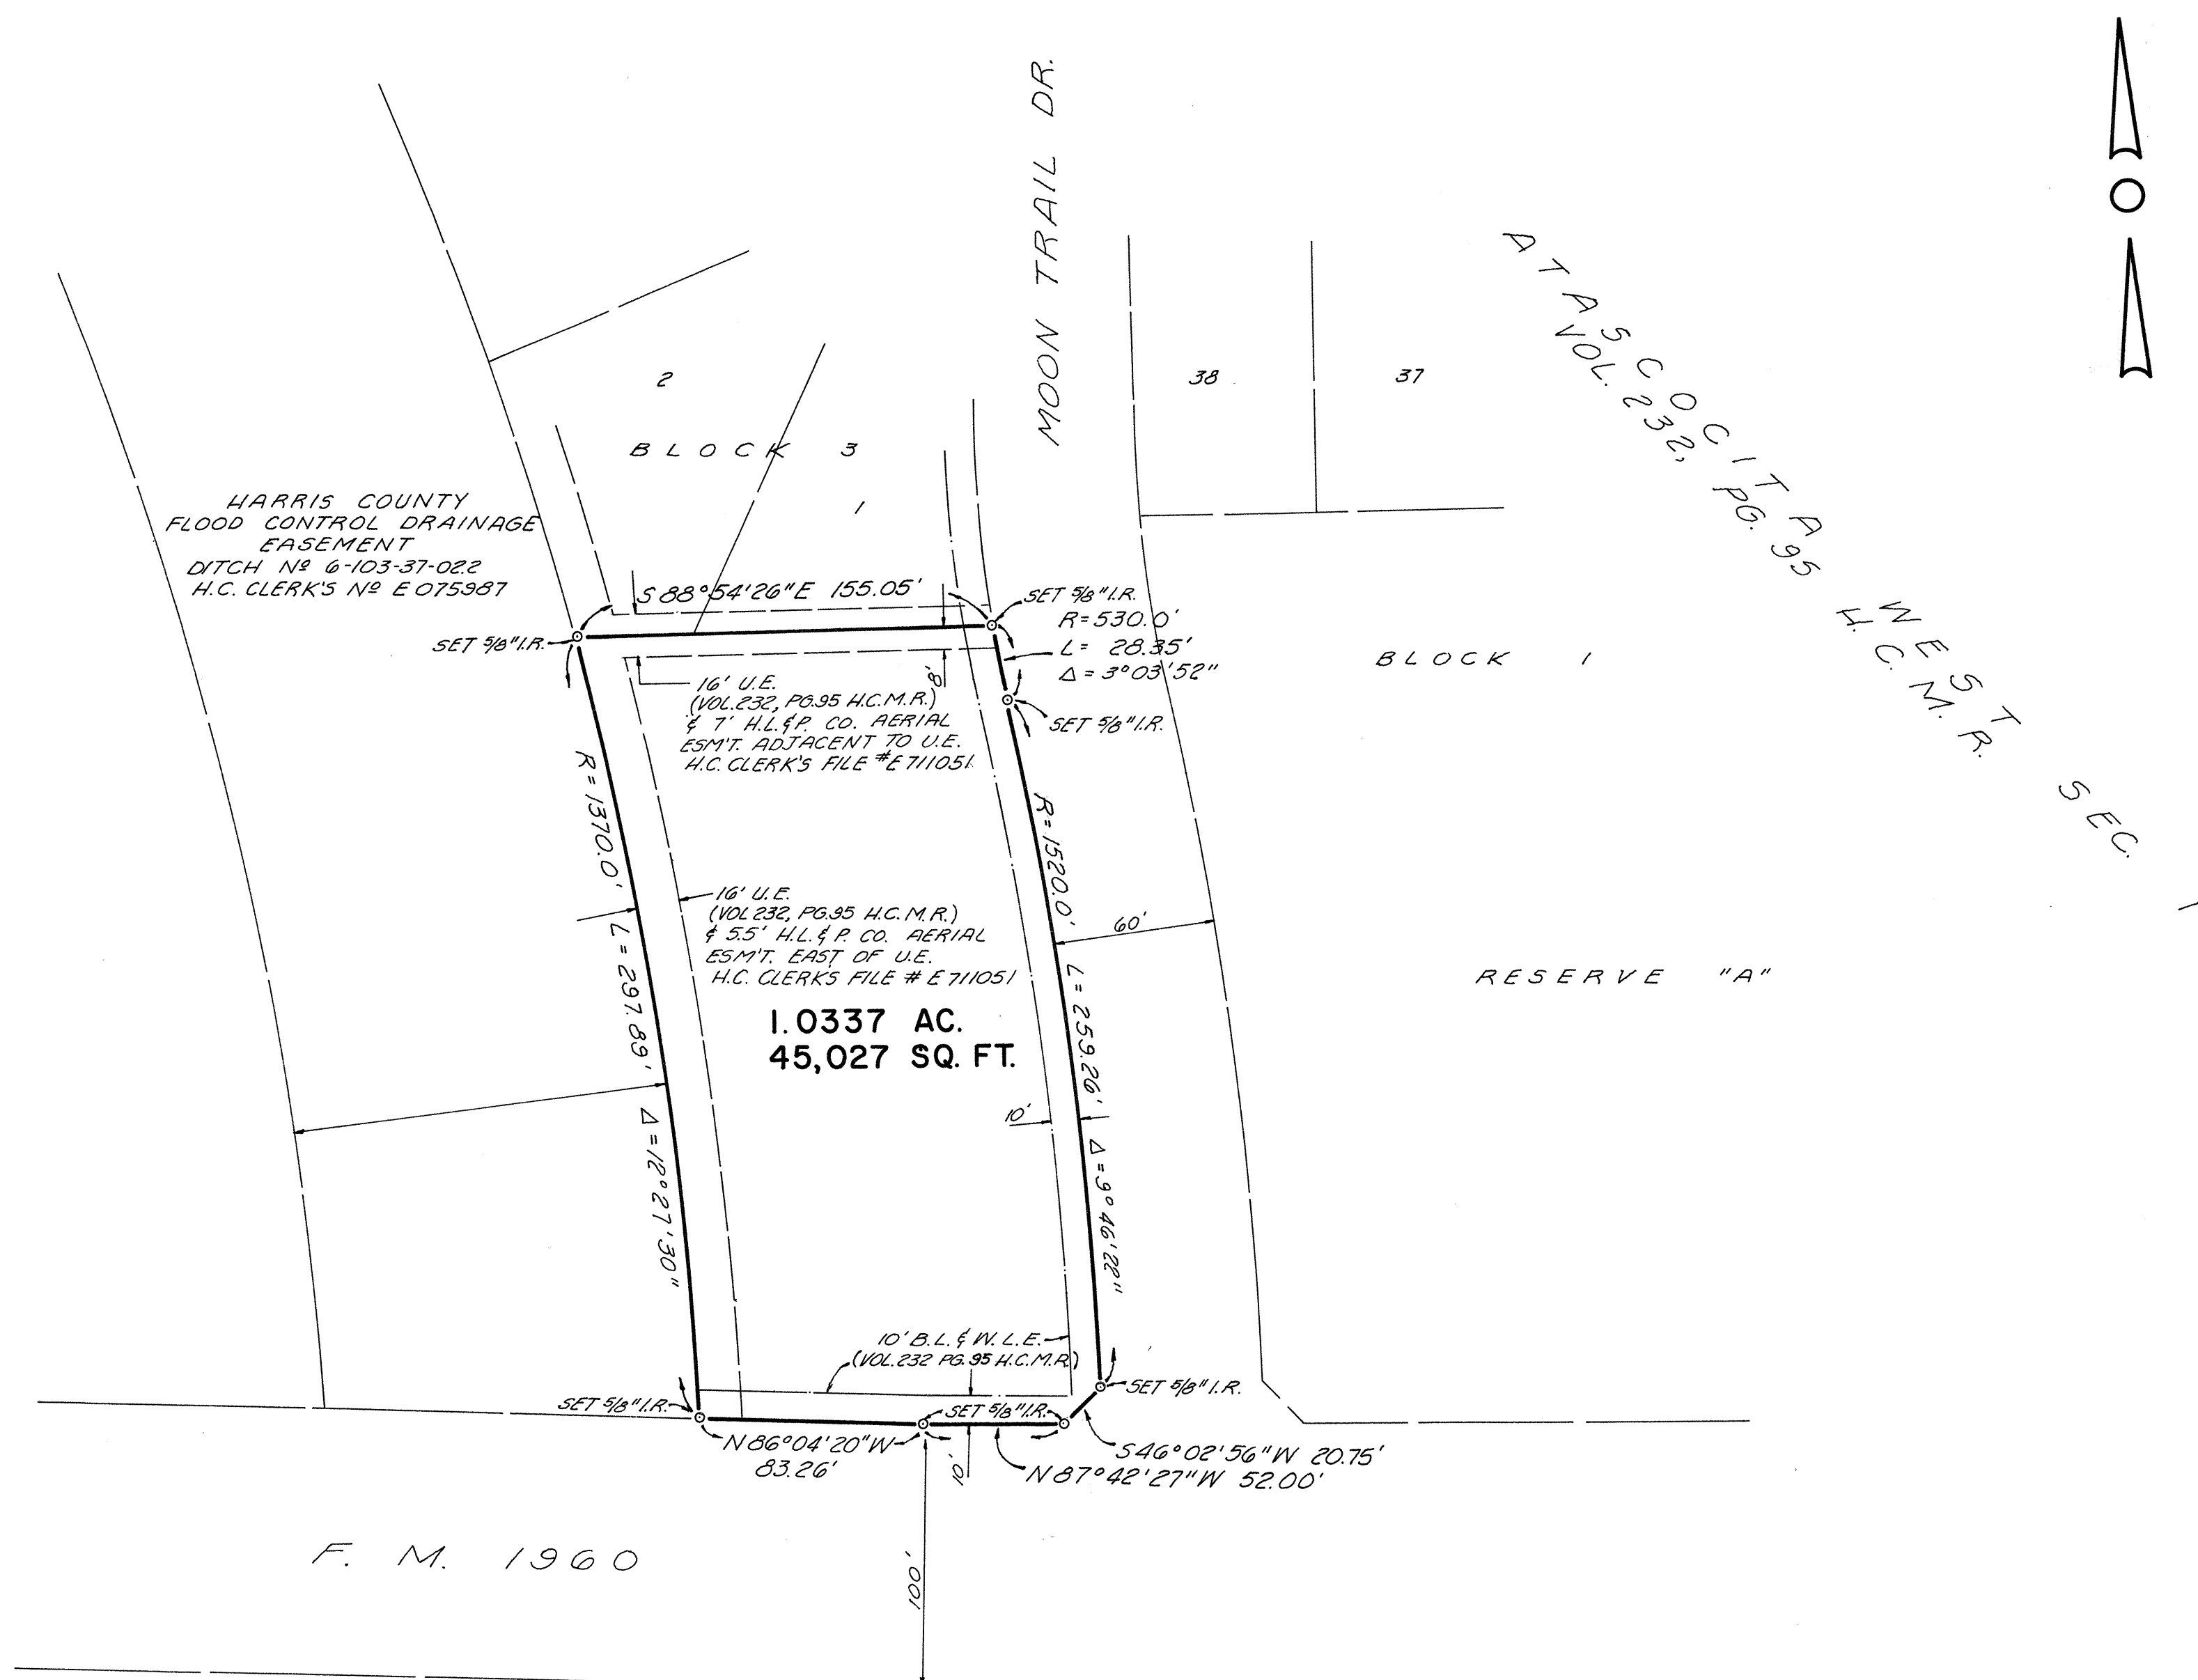 MOON TRAIL DR.
ATASCOCITA WEST SEC.
VOL. 232, PG. 95 H.C.M.R.
2
38
37
BLOCK 3
1
HARRIS COUNTY
FLOOD CONTROL DRAINAGE
EASEMENT
DITCH Nº 6-103-37-022
H.C. CLERK'S Nº E075987
S 88°54'26"E 155.05'
SET 5/8" I.R.
R=530.0'
L= 28.35'
Δ=3°03'52"
SET 5/8" I.R.
SET 5/8" I.R.
BLOCK 1
8'
16' U.E.
(VOL.232, PG.95 H.C.M.R.)
& 7' H.L.&P. CO. AERIAL
ESM'T. ADJACENT TO U.E.
H.C. CLERK'S FILE #E711051
R=1370.0' L=297.89' Δ=12°27'30"
R=1520.0' L=259.26' Δ=9°46'22"
16' U.E.
(VOL 232, PG.95 H.C.M.R.)
& 5.5' H.L.& P. CO. AERIAL
ESM'T. EAST OF U.E.
H.C. CLERKS FILE # E 711051
60'
RESERVE "A"
1.0337 AC.
45,027 SQ. FT.
10'
10' B.L. & W.L.E.
(VOL.232 PG.95 H.C.M.R.)
SET 5/8" I.R.
SET 5/8" I.R.
SET 5/8" I.R.
N86°04'20"W
83.26'
10'
S46°02'56"W 20.75'
N87°42'27"W 52.00'
F. M. 1960
100'